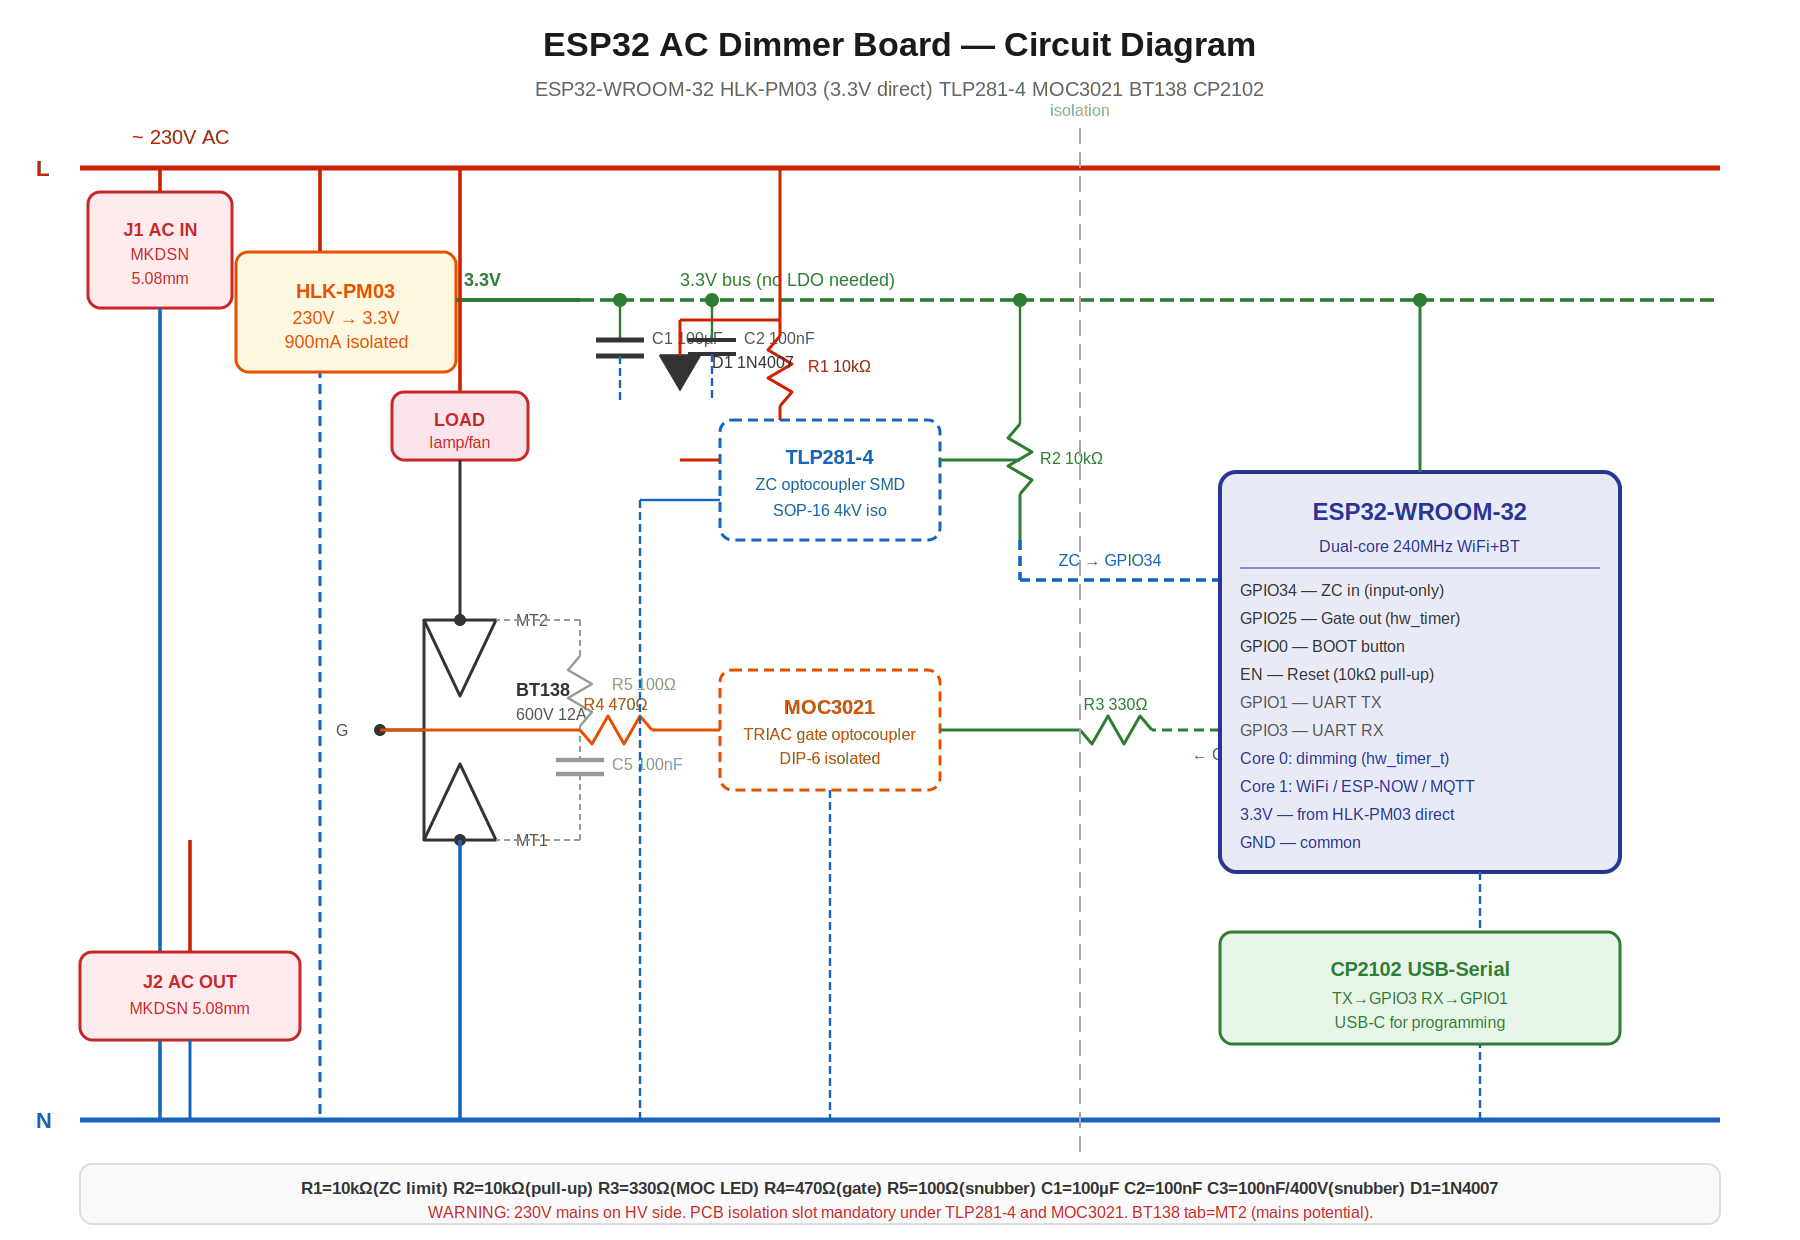 ESP32 AC Dimmer Board — Circuit Diagram
ESP32-WROOM-32 HLK-PM03 (3.3V direct) TLP281-4 MOC3021 BT138 CP2102
isolation
~ 230V AC
L
J1 AC IN
MKDSN
5.08mm
HLK-PM03
230V → 3.3V
900mA isolated
3.3V
3.3V bus (no LDO needed)
C1 100µF
C2 100nF
D1 1N4007
R1 10kΩ
LOAD
lamp/fan
TLP281-4
ZC optocoupler SMD
SOP-16 4kV iso
R2 10kΩ
ZC → GPIO34
ESP32-WROOM-32
Dual-core 240MHz WiFi+BT
GPIO34 — ZC in (input-only)
GPIO25 — Gate out (hw_timer)
GPIO0 — BOOT button
EN — Reset (10kΩ pull-up)
GPIO1 — UART TX
GPIO3 — UART RX
Core 0: dimming (hw_timer_t)
Core 1: WiFi / ESP-NOW / MQTT
3.3V — from HLK-PM03 direct
GND — common
MT2
BT138
600V 12A
R5 100Ω
R4 470Ω
G
C5 100nF
MT1
MOC3021
TRIAC gate optocoupler
DIP-6 isolated
R3 330Ω
←
J2 AC OUT
MKDSN 5.08mm
CP2102 USB-Serial
TX→GPIO3 RX→GPIO1
USB-C for programming
N
R1=10kΩ(ZC limit) R2=10kΩ(pull-up) R3=330Ω(MOC LED) R4=470Ω(gate) R5=100Ω(snubber) C1=100µF C2=100nF C3=100nF/400V(snubber) D1=1N4007
WARNING: 230V mains on HV side. PCB isolation slot mandatory under TLP281-4 and MOC3021. BT138 tab=MT2 (mains potential).